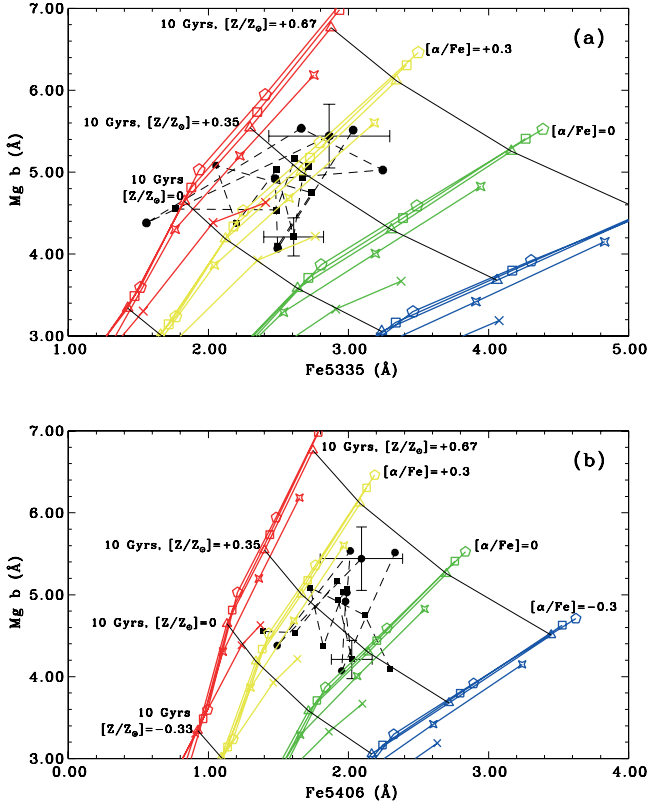 7.00
10 Gyrs, [Z/Z⊙]=+0.67
(a)
[α/Fe]=+0.3
6.00
10 Gyrs, [Z/Z⊙]=+0.35
[α/Fe]=0
Mg b (Å)
5.00
10 Gyrs
[Z/Z⊙]=0
4.00
3.00
1.00 2.00 3.00 4.00 5.00
Fe5335 (Å)
7.00
10 Gyrs, [Z/Z⊙]=+0.67
(b)
[α/Fe]=+0.3
6.00
10 Gyrs, [Z/Z⊙]=+0.35
[α/Fe]=0
Mg b (Å)
5.00
[α/Fe]=−0.3
10 Gyrs, [Z/Z⊙]=0
4.00
10 Gyrs
[Z/Z⊙]=−0.33
3.00
0.00 1.00 2.00 3.00 4.00
Fe5406 (Å)